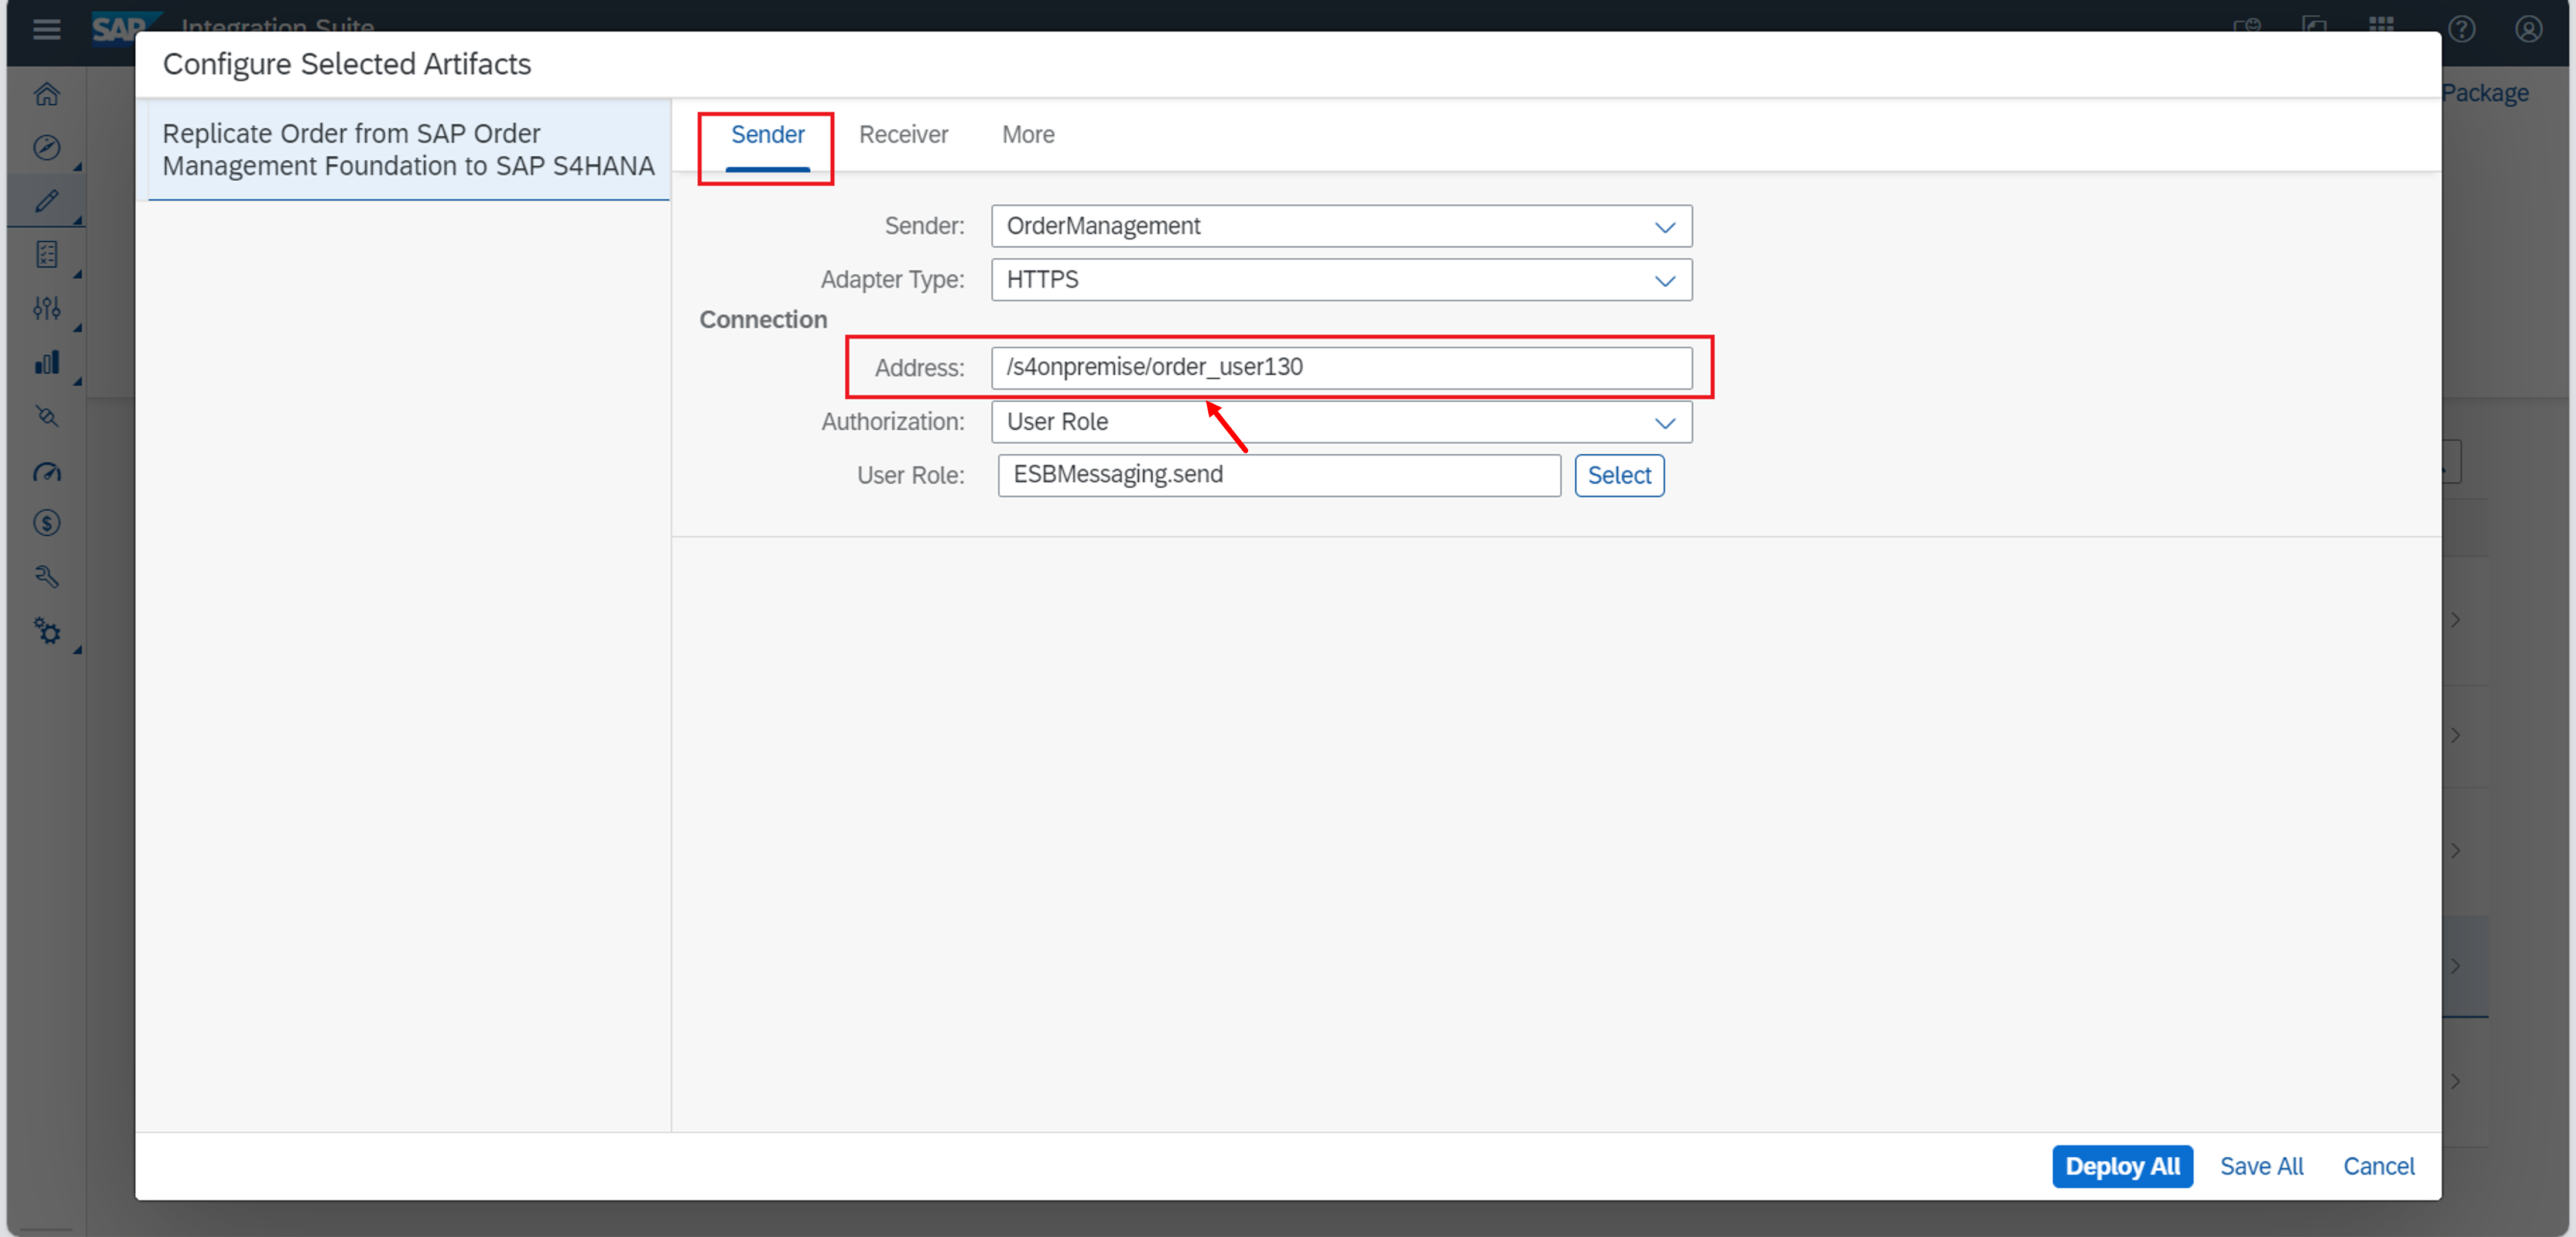 SAP Integration Suite
Configure Selected Artifacts
Package
Replicate Order from SAP Order
Management Foundation to SAP S4HANA
Sender Receiver More
Sender: OrderManagement
Adapter Type: HTTPS
Connection
Address: /s4onpremise/order_user130
Authorization: User Role
User Role: ESBMessaging.send Select
Deploy All Save All Cancel